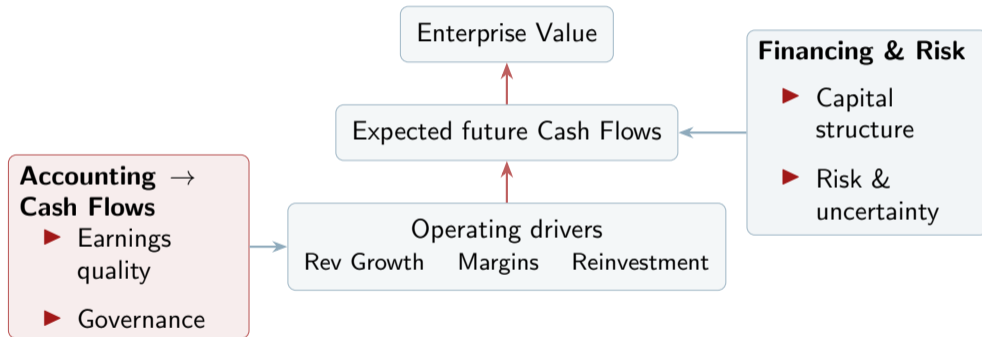 Enterprise Value
Financing & Risk
▶ Capital
structure
▶ Risk &
uncertainty
Expected future Cash Flows
Accounting →
Cash Flows
▶ Earnings
quality
▶ Governance
Operating drivers
Rev Growth Margins Reinvestment